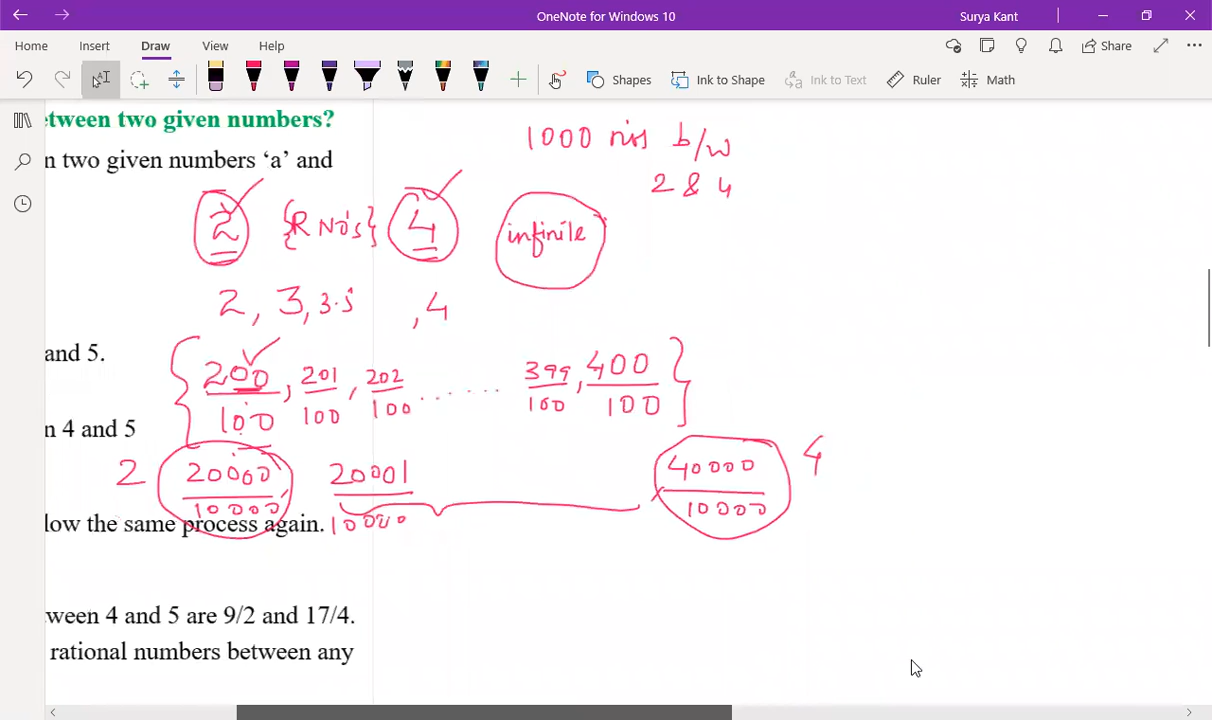 OneNote for Windows 10
Surya Kant
Home Insert Draw View Help
Share
Shapes Ink to Shape Ink to Text Ruler Math
etween two given numbers?
n two given numbers ‘a’ and
1000 b/w
2 & 4
2 {R No's} 4 infinite
2, 3, 3.5 , 4
and 5.
{ 200/100, 201/100, 202/100 ........ 399/100, 400/100 }
n 4 and 5
2 20000/10000 20001/10000 40000/10000 4
low the same process again.
ween 4 and 5 are 9/2 and 17/4.
rational numbers between any